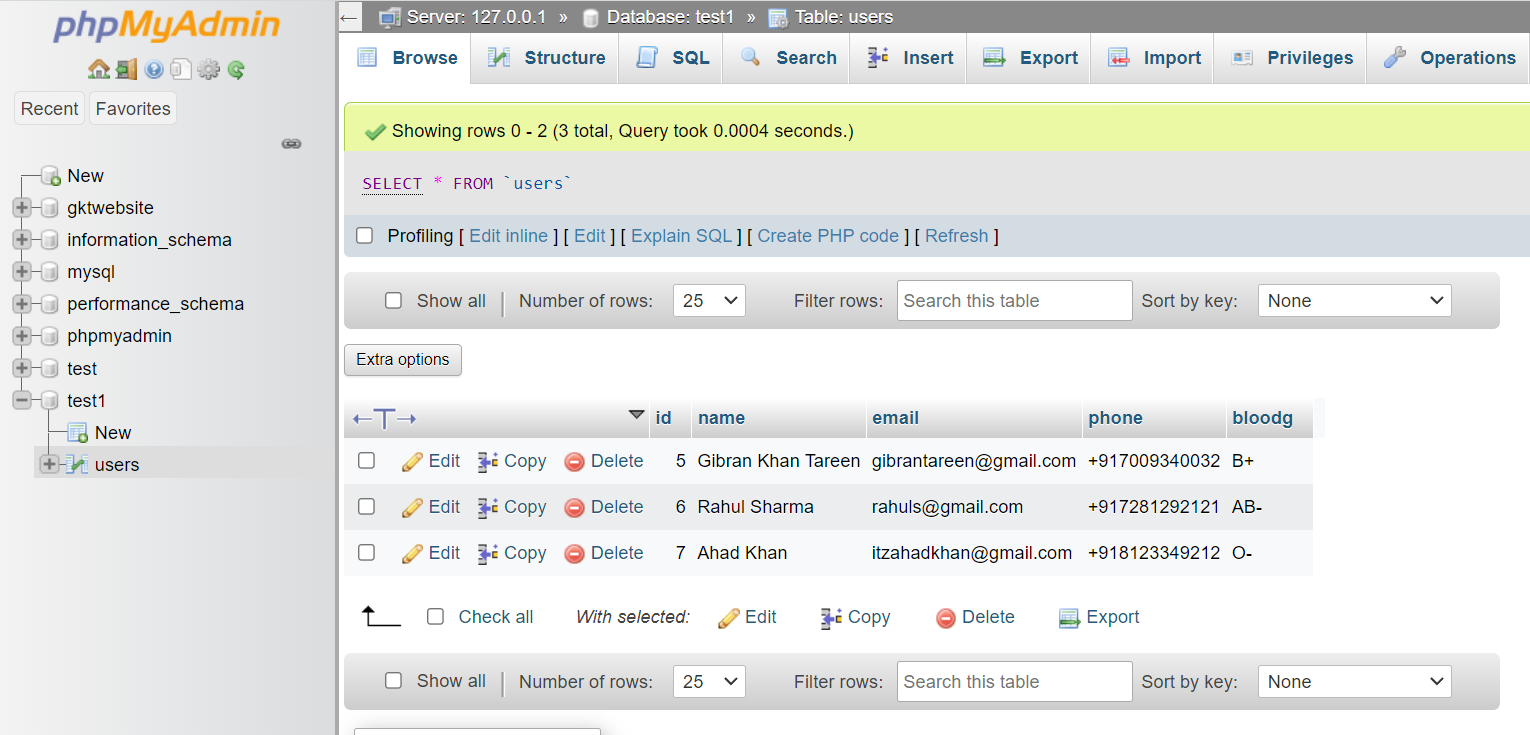 phpMyAdmin
Recent Favorites
New
gktwebsite
information_schema
mysql
performance_schema
phpmyadmin
test
test1
New
users
← Server: 127.0.0.1 » Database: test1 » Table: users
Browse Structure SQL Search Insert Export Import Privileges Operations
Showing rows 0 - 2 (3 total, Query took 0.0004 seconds.)
SELECT * FROM `users`
Profiling [ Edit inline ] [ Edit ] [ Explain SQL ] [ Create PHP code ] [ Refresh ]
Show all | Number of rows: 25 Filter rows: Search this table Sort by key: None
Extra options
←T→ id name email phone bloodg
Edit Copy Delete 5 Gibran Khan Tareen gibrantareen@gmail.com +917009340032 B+
Edit Copy Delete 6 Rahul Sharma rahuls@gmail.com +917281292121 AB-
Edit Copy Delete 7 Ahad Khan itzahadkhan@gmail.com +918123349212 O-
Check all With selected: Edit Copy Delete Export
Show all | Number of rows: 25 Filter rows: Search this table Sort by key: None